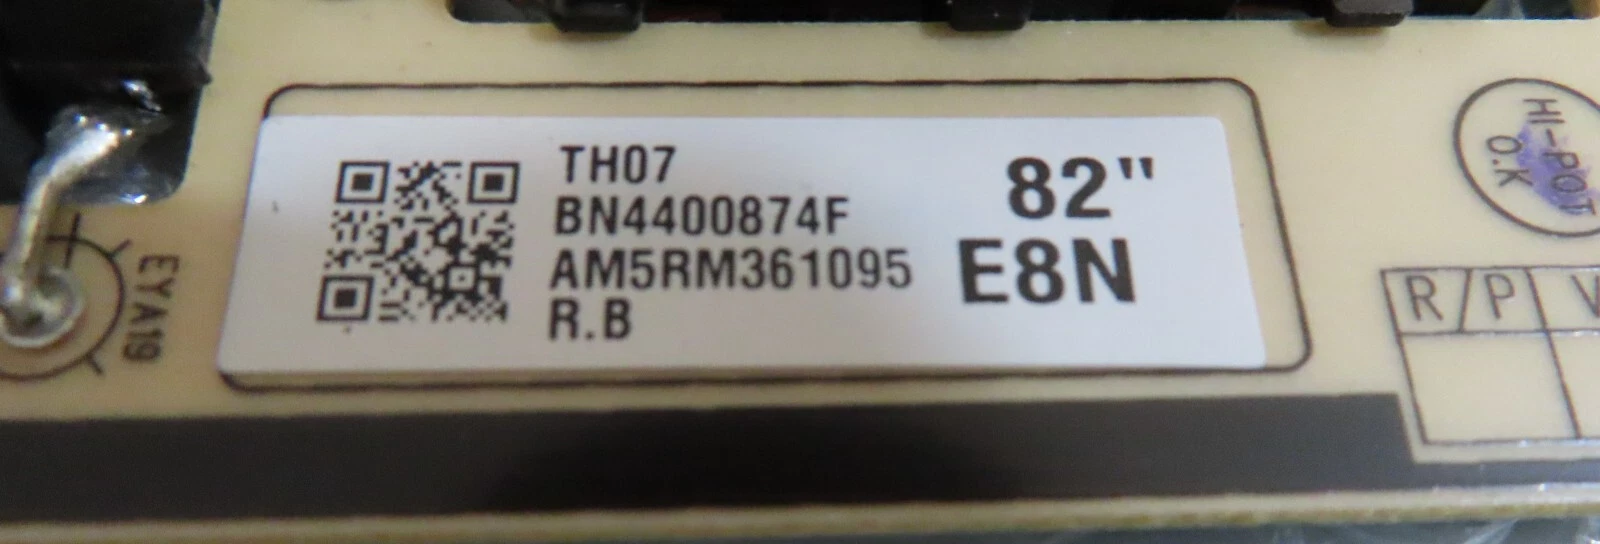 TH07
BN4400874F
AM5RM361095
R.B
82"
E8N
EYA19
HI-POT
O.K
R/P
V